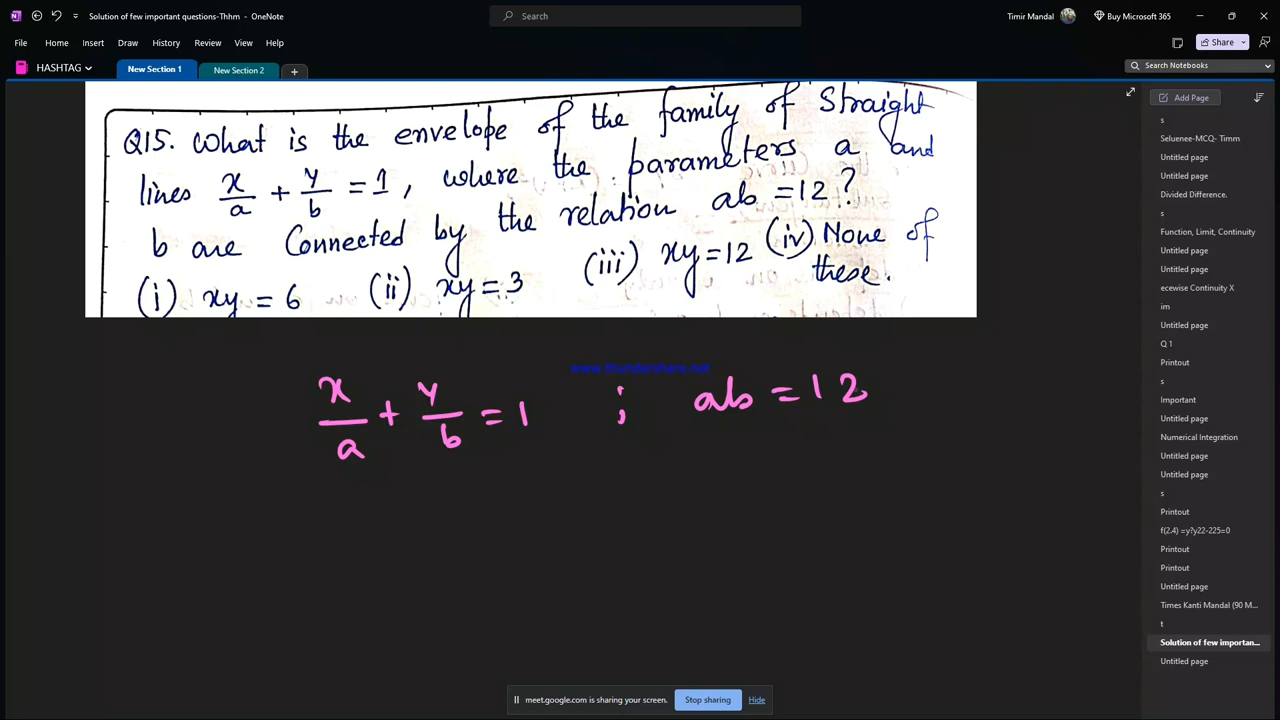 Solution of few important questions-Thhm - OneNote
Search
Timir Mandal
Buy Microsoft 365
File Home Insert Draw History Review View Help
Share
HASHTAG
New Section 1
New Section 2
+
Search Notebooks
Q15. What is the envelope of the family of Straight
lines x/a + y/b = 1, where the parameters a and
b are Connected by the relation ab = 12?
(i) xy = 6 (ii) xy = 3 (iii) xy = 12 (iv) None of
these.
www.thundershare.net
x/a + y/b = 1 ; ab = 12
Add Page
s
Seluenee-MCQ- Timm
Untitled page
Untitled page
Divided Difference.
s
Function, Limit, Continuity
Untitled page
Untitled page
ecewise Continuity X
im
Untitled page
Q 1
Printout
s
Important
Untitled page
Numerical Integration
Untitled page
Untitled page
s
Printout
f(2.4) =y?y22-225=0
Printout
Printout
Untitled page
Times Kanti Mandal (90 M...
t
Solution of few importan...
Untitled page
meet.google.com is sharing your screen.
Stop sharing
Hide